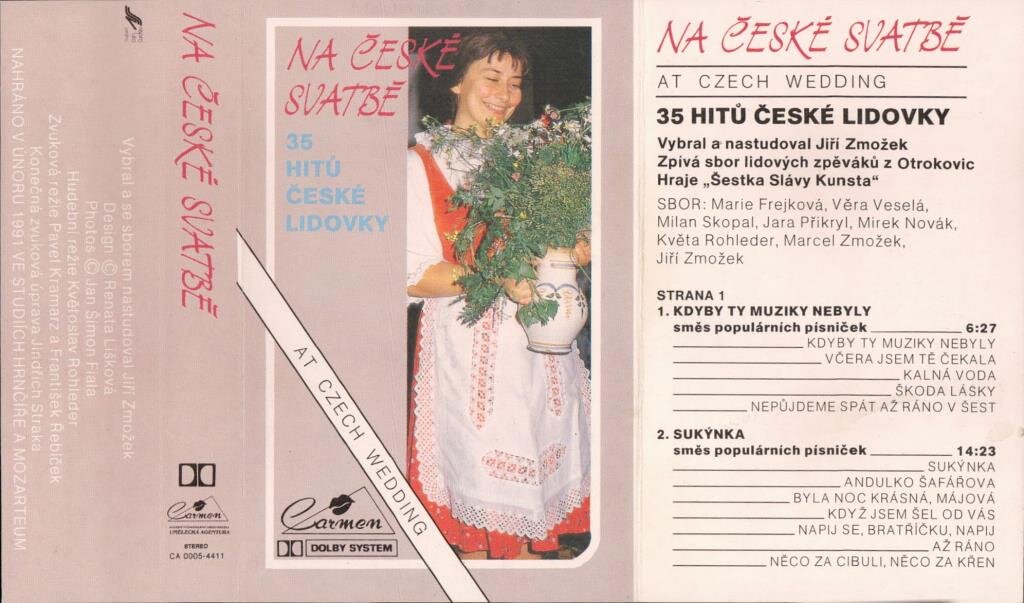 NAHRÁNO V ÚNORU 1991 VE STUDIÍCH HRNČÍŘE A MOZARTEUM
Konečná zvuková úprava Jindřich Straka
Zvuková režie Pavel Kramarz a František Řebíček
Hudební režie Květoslav Rohleder
Photos © Jan Šimon Fiala
Design © Renata Lišková
Vybral a se sborem nastudoval Jiří Zmožek
NA ČESKÉ SVATBĚ
Carmen
UMĚLECKÁ AGENTURA
STEREO
CA 0005-4411
NA ČESKÉ
SVATBĚ
35
HITŮ
ČESKÉ
LIDOVKY
AT CZECH WEDDING
Carmen
DOLBY SYSTEM
NA ČESKÉ SVATBĚ
AT CZECH WEDDING
35 HITŮ ČESKÉ LIDOVKY
Vybral a nastudoval Jiří Zmožek
Zpívá sbor lidových zpěváků z Otrokovic
Hraje „Šestka Slávy Kunsta“
SBOR: Marie Frejková, Věra Veselá,
Milan Skopal, Jara Přikryl, Mirek Novák,
Květa Rohleder, Marcel Zmožek,
Jiří Zmožek
STRANA 1
1. KDYBY TY MUZIKY NEBYLY
směs populárních písniček 6:27
KDYBY TY MUZIKY NEBYLY
VČERA JSEM TĚ ČEKALA
KALNÁ VODA
ŠKODA LÁSKY
NEPŮJDEME SPÁT AŽ RÁNO V ŠEST
2. SUKÝNKA
směs populárních písniček 14:23
SUKÝNKA
ANDULKO ŠAFÁŘOVA
BYLA NOC KRÁSNÁ, MÁJOVÁ
KDYŽ JSEM ŠEL OD VÁS
NAPIJ SE, BRATŘÍČKU, NAPIJ
AŽ RÁNO
NĚCO ZA CIBULI, NĚCO ZA KŘEN